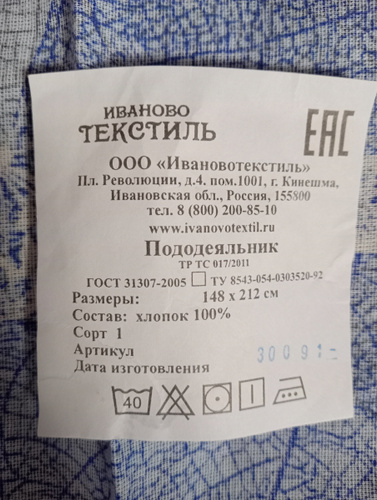 ИВАНОВО
ТЕКСТИЛЬ
EAC
ООО «Ивановотекстиль»
Пл. Революции, д.4. пом.1001, г. Кинешма,
Ивановская обл., Россия, 155800
тел. 8 (800) 200-85-10
www.ivanovotextil.ru
Пододеяльник
ТР ТС 017/2011
ГОСТ 31307-2005 ТУ 8543-054-0303520-92
Размеры: 148 х 212 см
Состав: хлопок 100%
Сорт 1
Артикул
Дата изготовления
40